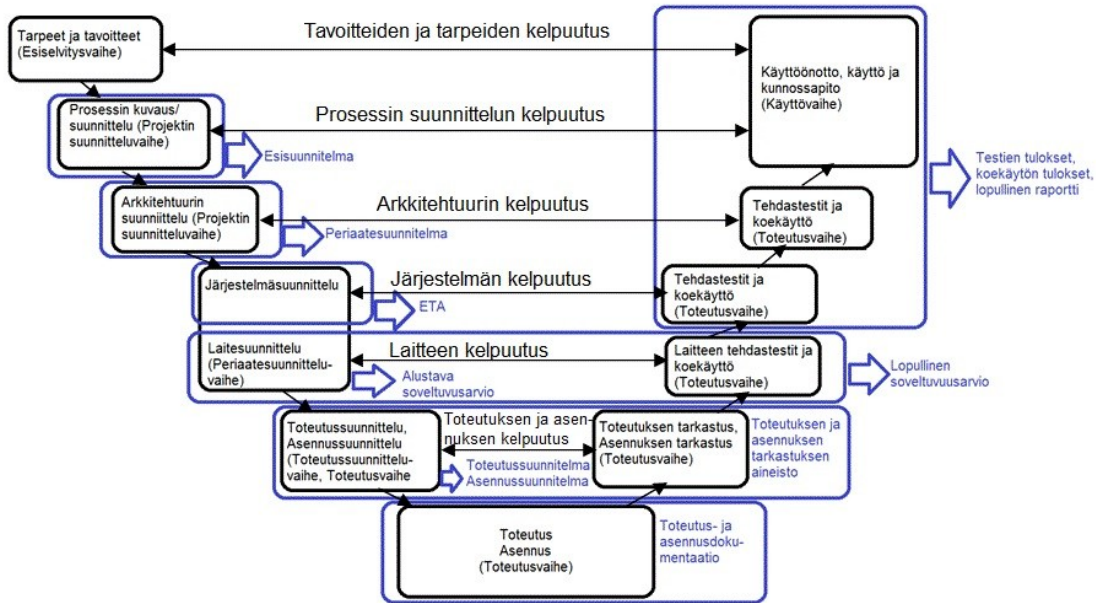 Tarpeet ja tavoitteet
(Esiselvitysvaihe)
Tavoitteiden ja tarpeiden kelpuutus
Käyttöönotto, käyttö ja
kunnossapito
(Käyttövaihe)
Prosessin kuvaus/
suunnittelu (Projektin
suunnitteluvaihe)
Prosessin suunnittelun kelpuutus
Esisuunnitelma
Testien tulokset,
koekäytön tulokset,
lopullinen raportti
Arkkitehtuurin
suunniittelu (Projektin
suunnitteluvaihe)
Arkkitehtuurin kelpuutus
Periaatesuunnitelma
Tehdastestit ja
koekäyttö
(Toteutusvaihe)
Järjestelmäsuunnittelu
Järjestelmän kelpuutus
ETA
Tehdastestit ja
koekäyttö
(Toteutusvaihe)
Laitesuunnittelu
(Periaatesuunnittelu-
vaihe)
Laitteen kelpuutus
Alustava
soveltuvusarvio
Laitteen tehdastestit ja
koekäyttö
(Toteutusvaihe)
Lopullinen
soveltuvuusarvio
Toteutussuunnittelu,
Asennussuunnittelu
(Toteutussuunnittelu-
vaihe, Toteutusvaihe
Toteutuksen ja asen-
nuksen kelpuutus
Toteutussuunnitelma
Asennussuunnitelma
Toteutuksen tarkastus,
Asennuksen tarkastus
(Toteutusvaihe)
Toteutuksen ja
asennuksen
tarkastuksen
aineisto
Toteutus
Asennus
(Toteutusvaihe)
Toteutus- ja
asennusdoku-
mentaatio